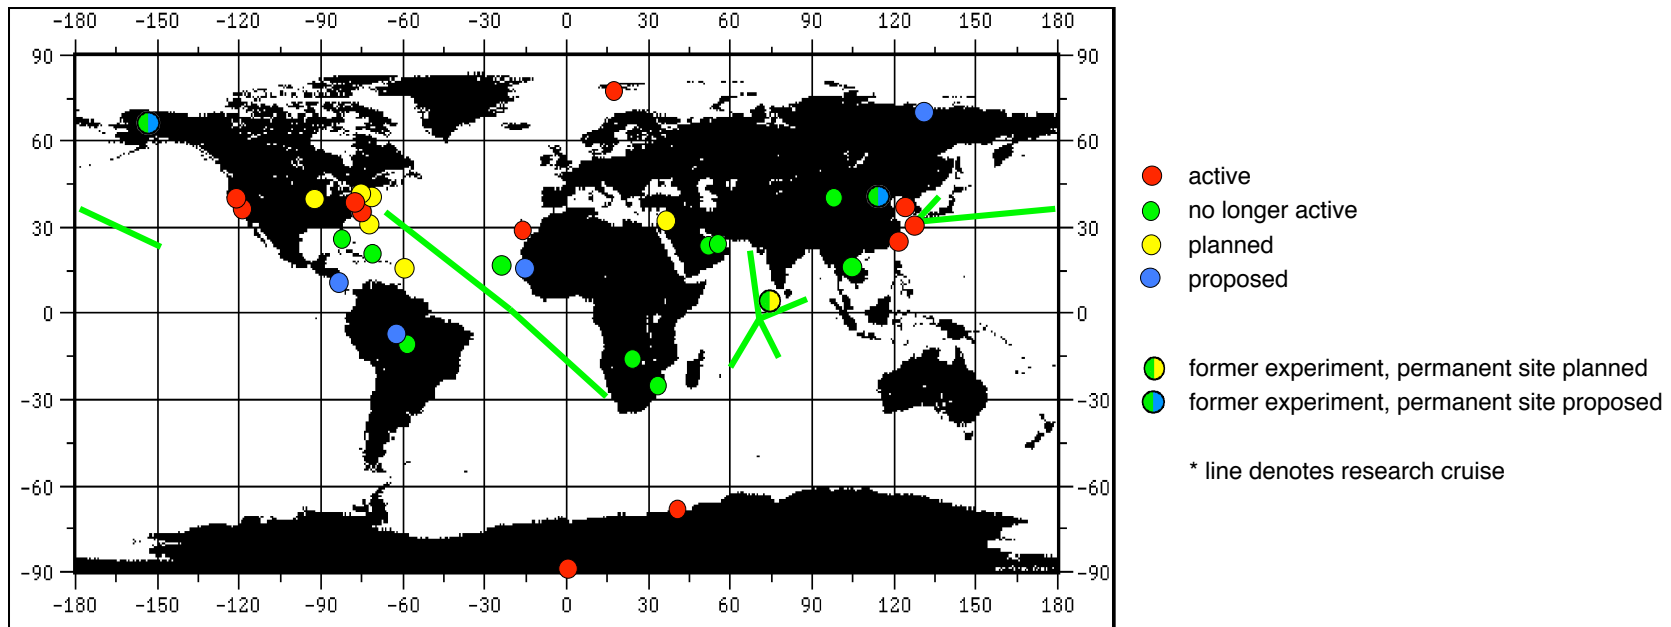 -180 -150 -120 -90 -60 -30 0 30 60 90 120 150 180
90 90
60 60
30 30
0 0
-30 -30
-60 -60
-90 -90
-180 -150 -120 -90 -60 -30 0 30 60 90 120 150 180
active
no longer active
planned
proposed
former experiment, permanent site planned
former experiment, permanent site proposed
* line denotes research cruise